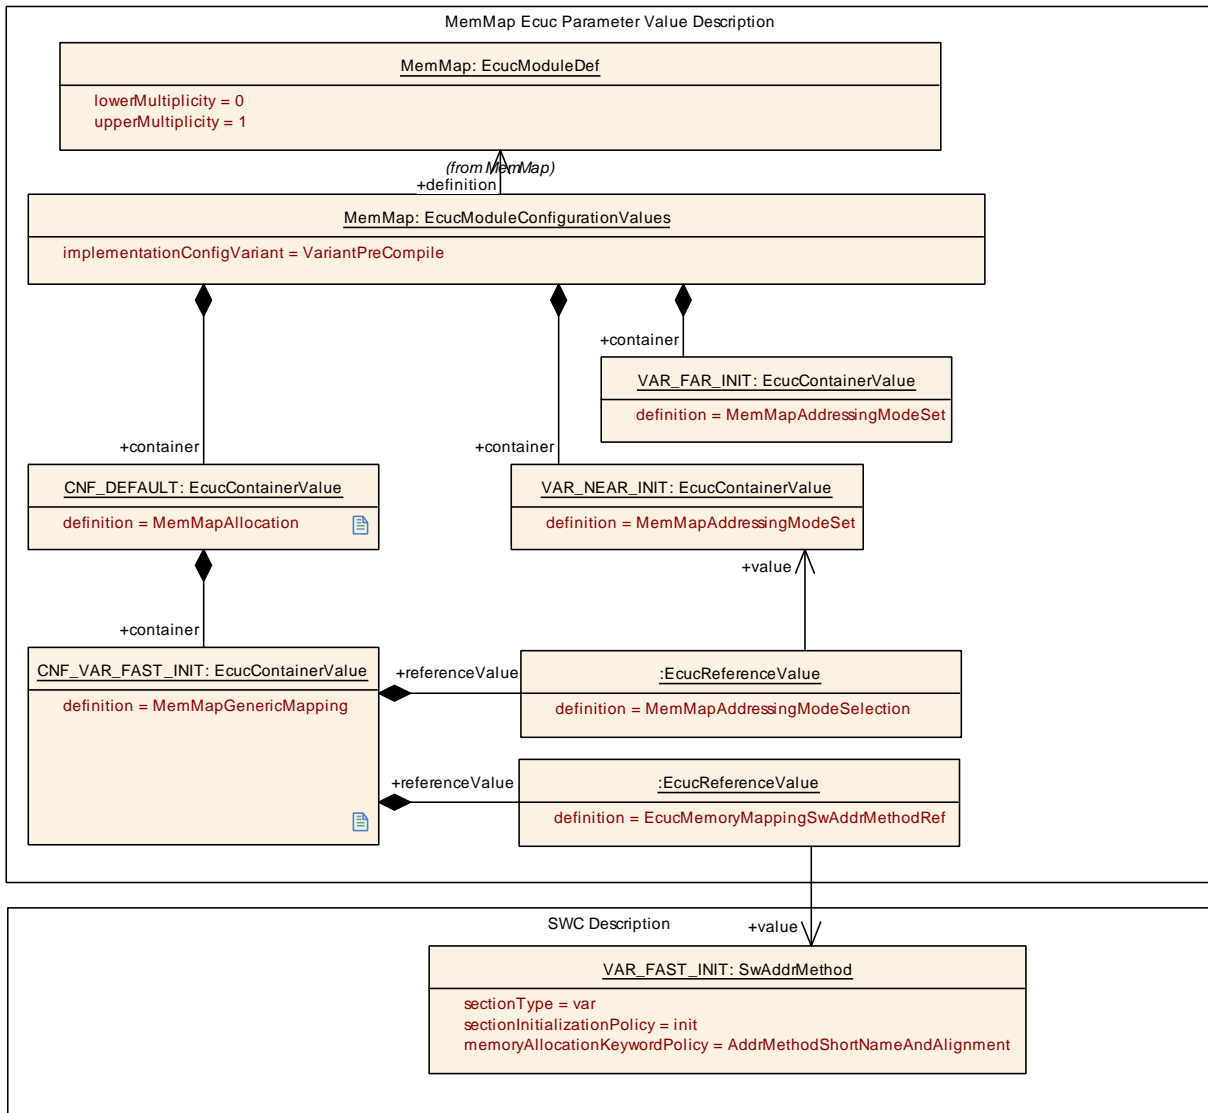 MemMap Ecuc Parameter Value Description
MemMap: EcucModuleDef
lowerMultiplicity = 0
upperMultiplicity = 1
(from MemMap)
+definition
MemMap: EcucModuleConfigurationValues
implementationConfigVariant = VariantPreCompile
+container
VAR_FAR_INIT: EcucContainerValue
definition = MemMapAddressingModeSet
+container
+container
CNF_DEFAULT: EcucContainerValue
definition = MemMapAllocation
VAR_NEAR_INIT: EcucContainerValue
definition = MemMapAddressingModeSet
+value
+container
CNF_VAR_FAST_INIT: EcucContainerValue
definition = MemMapGenericMapping
+referenceValue
:EcucReferenceValue
definition = MemMapAddressingModeSelection
+referenceValue
:EcucReferenceValue
definition = EcucMemoryMappingSwAddrMethodRef
SWC Description
+value
VAR_FAST_INIT: SwAddrMethod
sectionType = var
sectionInitializationPolicy = init
memoryAllocationKeywordPolicy = AddrMethodShortNameAndAlignment